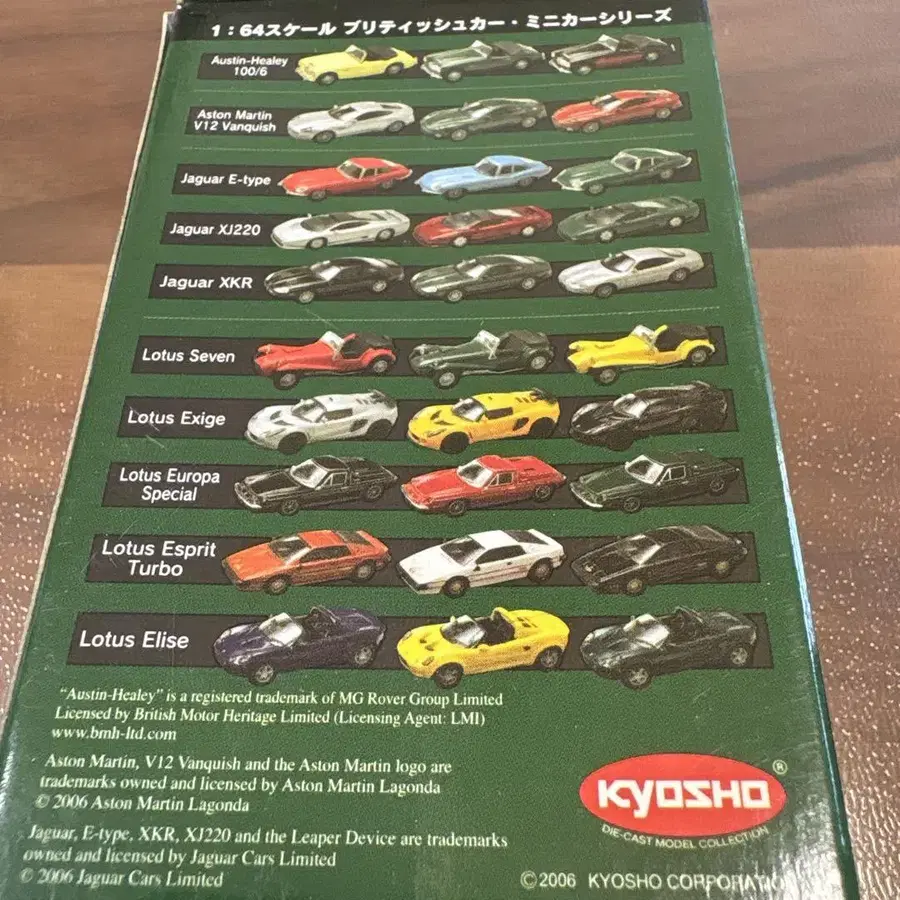 1：64スケール ブリティッシュカー・ミニカーシリーズ
Austin-Healey
100/6
Aston Martin
V12 Vanquish
Jaguar E-type
Jaguar XJ220
Jaguar XKR
Lotus Seven
Lotus Exige
Lotus Europa
Special
Lotus Esprit
Turbo
Lotus Elise
"Austin-Healey" is a registered trademark of MG Rover Group Limited
Licensed by British Motor Heritage Limited (Licensing Agent: LMI)
www.bmh-ltd.com
Aston Martin, V12 Vanquish and the Aston Martin logo are
trademarks owned and licensed by Aston Martin Lagonda
© 2006 Aston Martin Lagonda
Jaguar, E-type, XKR, XJ220 and the Leaper Device are trademarks
owned and licensed by Jaguar Cars Limited
© 2006 Jaguar Cars Limited
KYOSHO®
DIE-CAST MODEL COLLECTION
©2006 KYOSHO CORPORATIO